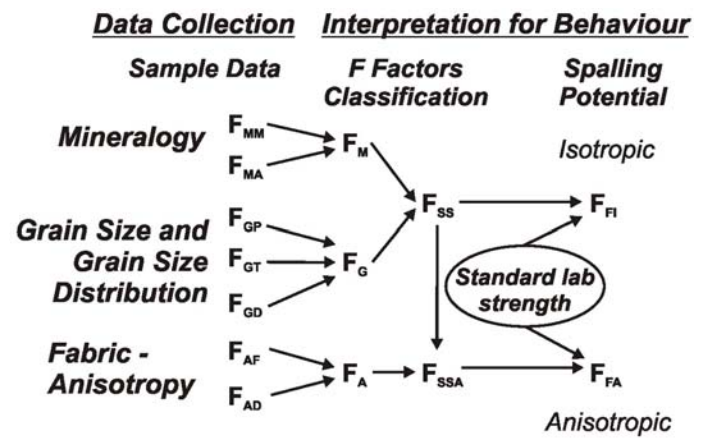 Data Collection Interpretation for Behaviour
Sample Data F Factors Spalling
Classification Potential
Mineralogy FMM FM Isotropic
FMA
FSS FFI
Grain Size and FGP
Grain Size FGT FG
Distribution FGD
Standard lab
strength
Fabric - FAF
Anisotropy FA FSSA FFA
FAD
Anisotropic